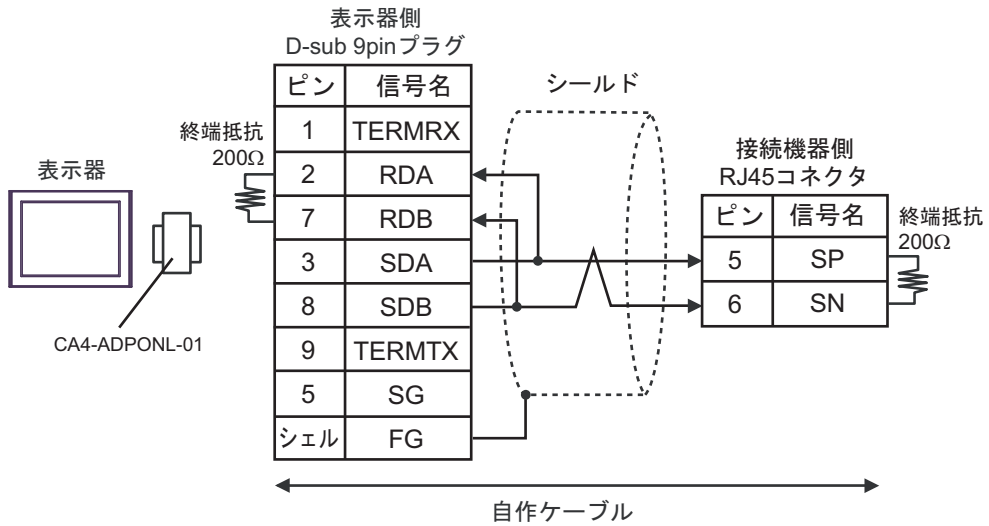 表示器側
D-sub 9pinプラグ
ピン 信号名
1 TERMRX
2 RDA
7 RDB
3 SDA
8 SDB
9 TERMTX
5 SG
シェル FG
終端抵抗
200Ω
表示器
CA4-ADPONL-01
シールド
接続機器側
RJ45コネクタ
ピン 信号名
5 SP
6 SN
終端抵抗
200Ω
自作ケーブル